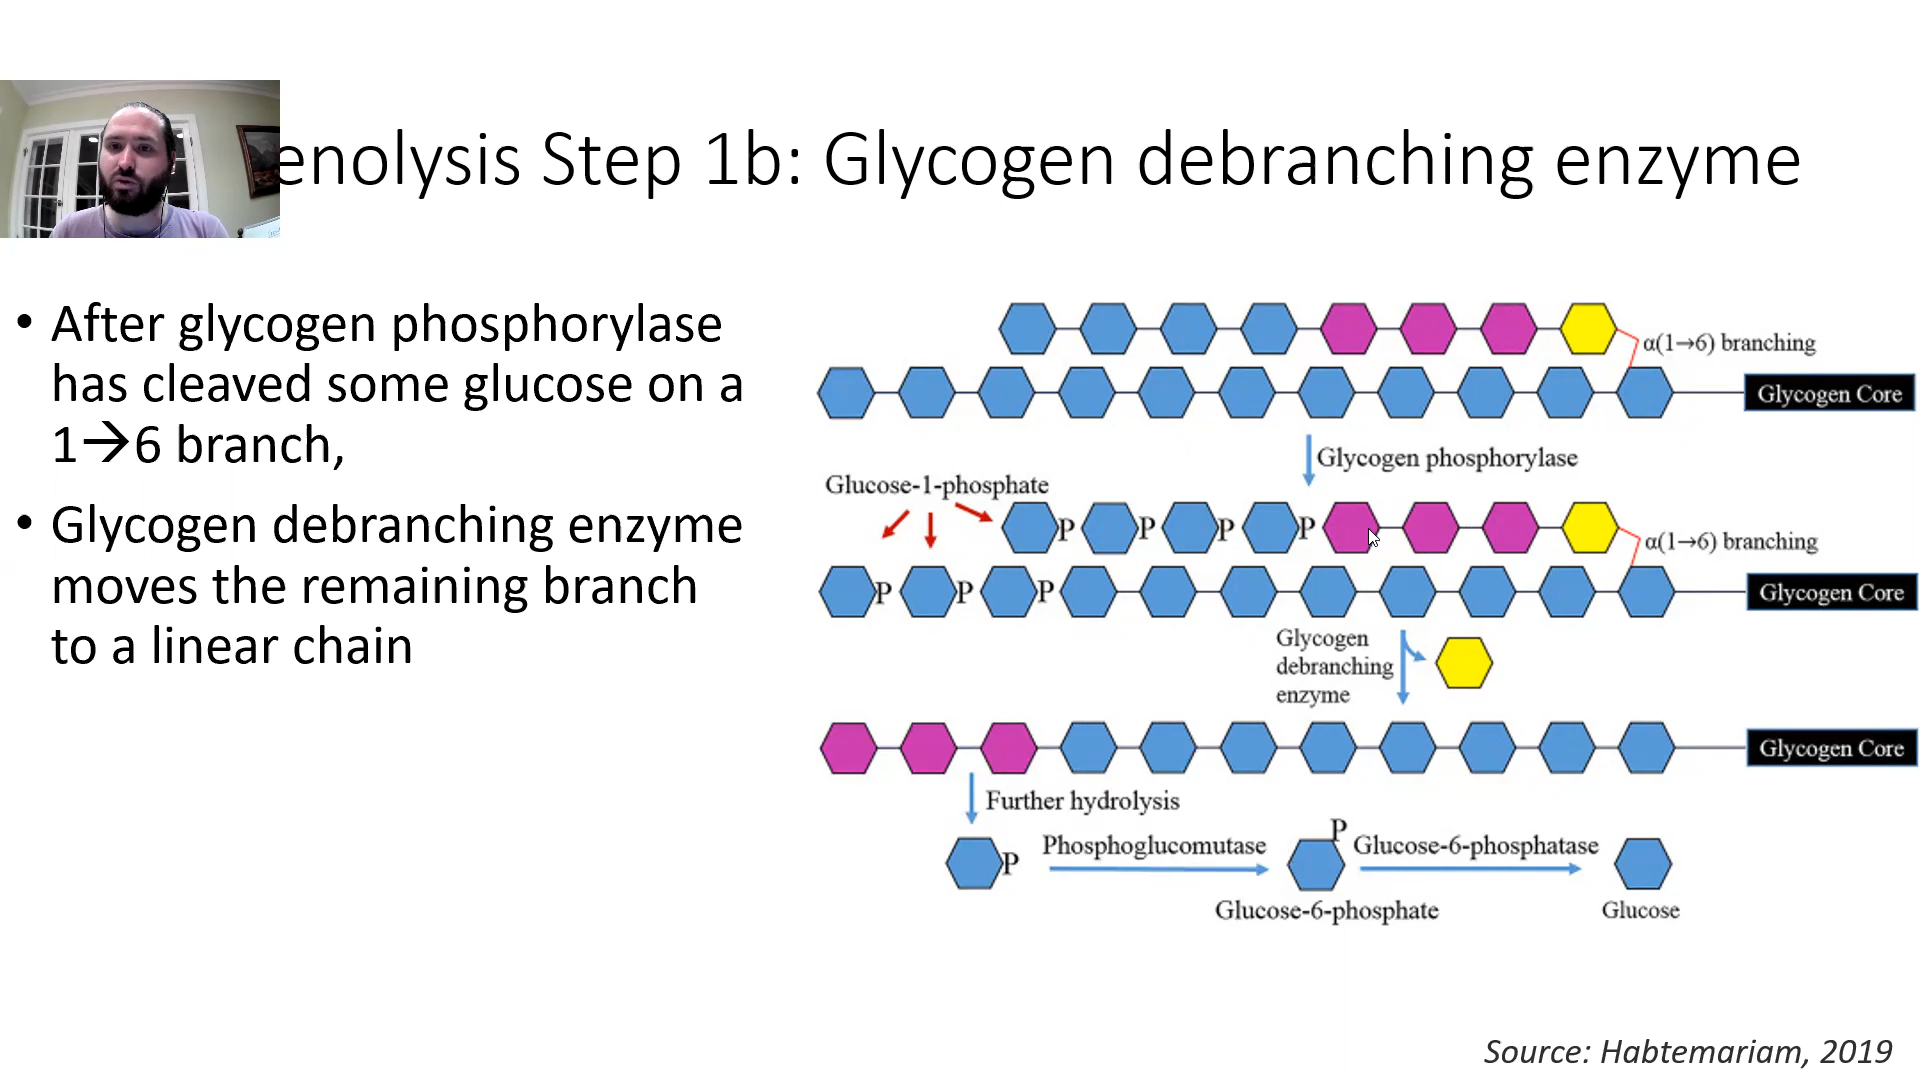 enolysis Step 1b: Glycogen debranching enzyme
• After glycogen phosphorylase
has cleaved some glucose on a
1→6 branch,
• Glycogen debranching enzyme
moves the remaining branch
to a linear chain
α(1→6) branching
Glycogen Core
Glycogen phosphorylase
Glucose-1-phosphate
P P P P
α(1→6) branching
P P P
Glycogen Core
Glycogen
debranching
enzyme
Glycogen Core
Further hydrolysis
P
Phosphoglucomutase
P
Glucose-6-phosphatase
Glucose-6-phosphate
Glucose
Source: Habtemariam, 2019